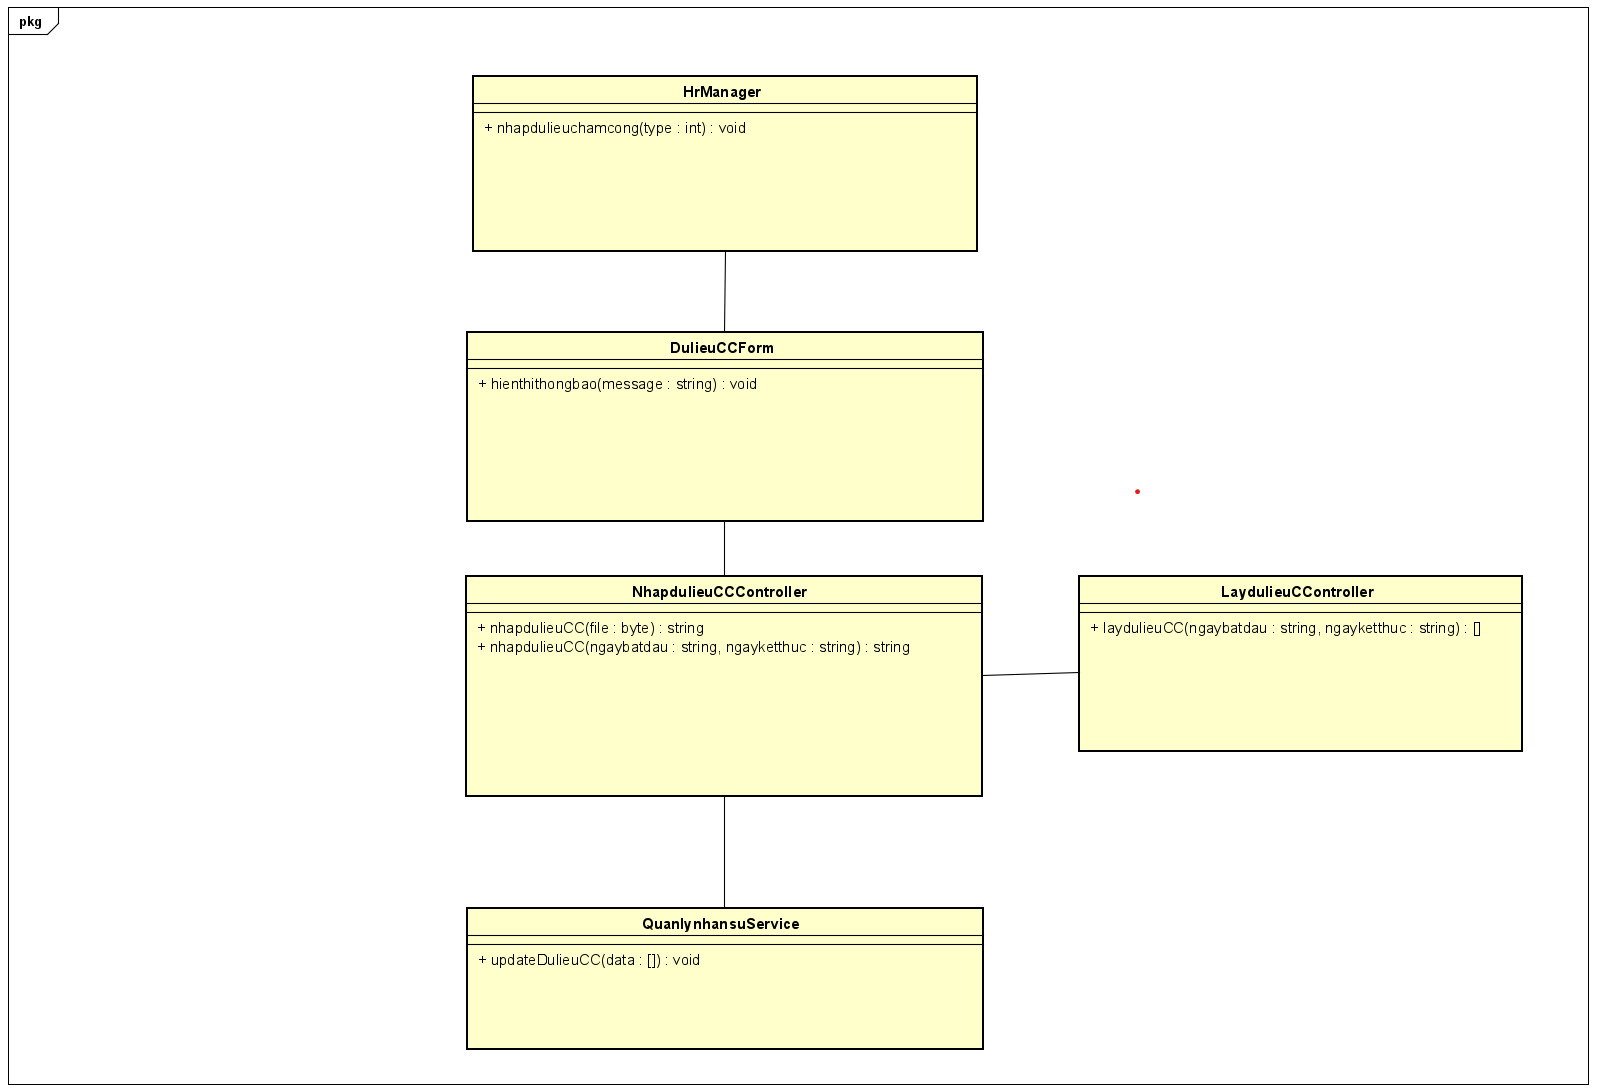 pkg
HrManager
+ nhapdulieuchamcong(type : int) : void
DulieuCCForm
+ hienthithongbao(message : string) : void
NhapdulieuCCController
+ nhapdulieuCC(file : byte) : string
+ nhapdulieuCC(ngaybatdau : string, ngayketthuc : string) : string
LaydulieuCController
+ laydulieuCC(ngaybatdau : string, ngayketthuc : string) : []
QuanlynhansuService
+ updateDulieuCC(data : []) : void